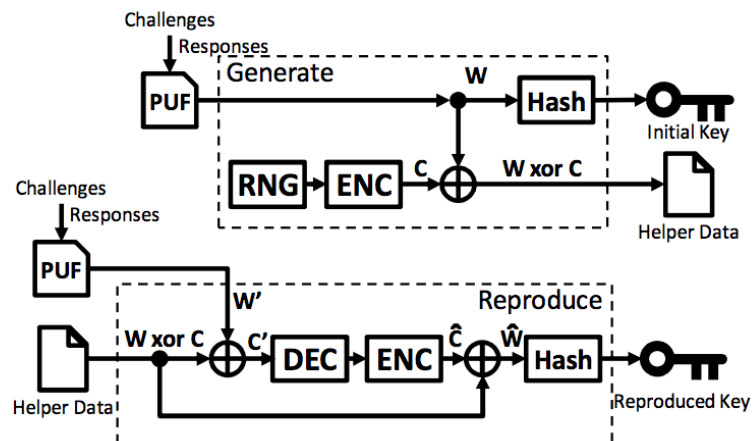 Challenges
Responses
PUF
Generate
W
Hash
Initial Key
RNG
ENC
C
W xor C
Helper Data
Challenges
Responses
PUF
W'
Reproduce
W xor C
C'
DEC
ENC
Ĉ
Ŵ
Hash
Helper Data
Reproduced Key